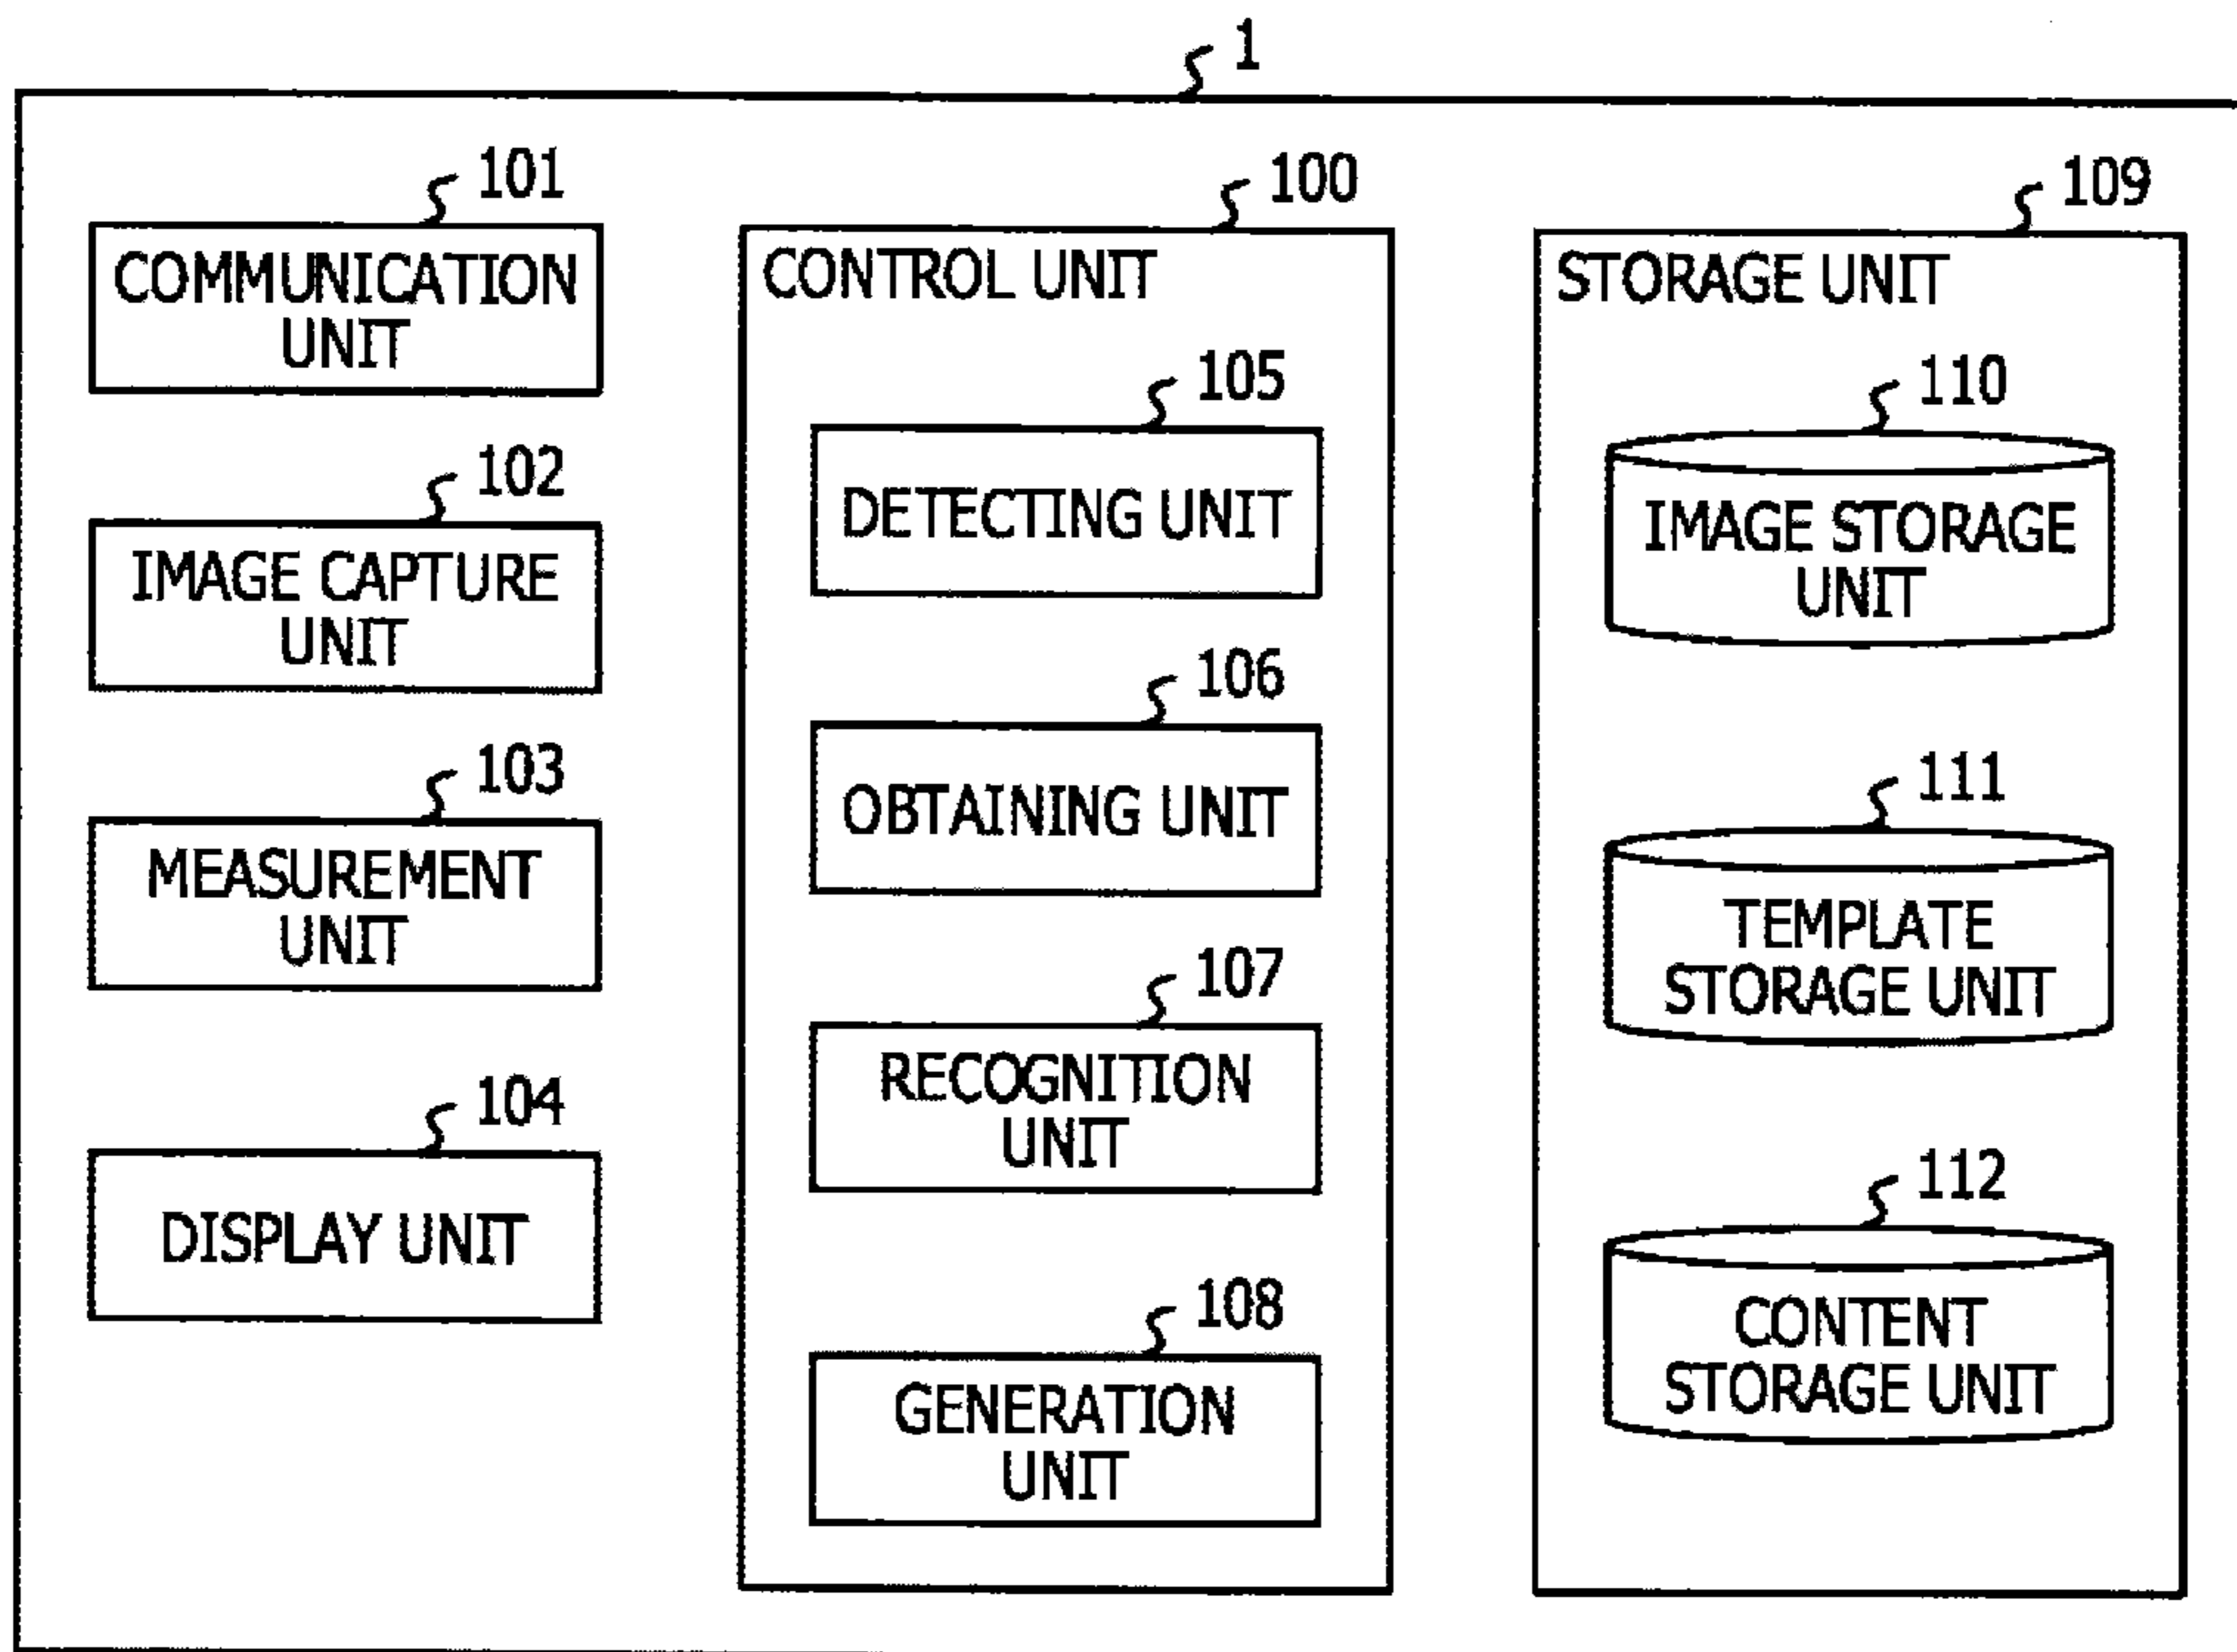 1
101
COMMUNICATION
UNIT
102
IMAGE CAPTURE
UNIT
103
MEASUREMENT
UNIT
104
DISPLAY UNIT
100
CONTROL UNIT
105
DETECTING UNIT
106
OBTAINING UNIT
107
RECOGNITION
UNIT
108
GENERATION
UNIT
109
STORAGE UNIT
110
IMAGE STORAGE
UNIT
111
TEMPLATE
STORAGE UNIT
112
CONTENT
STORAGE UNIT